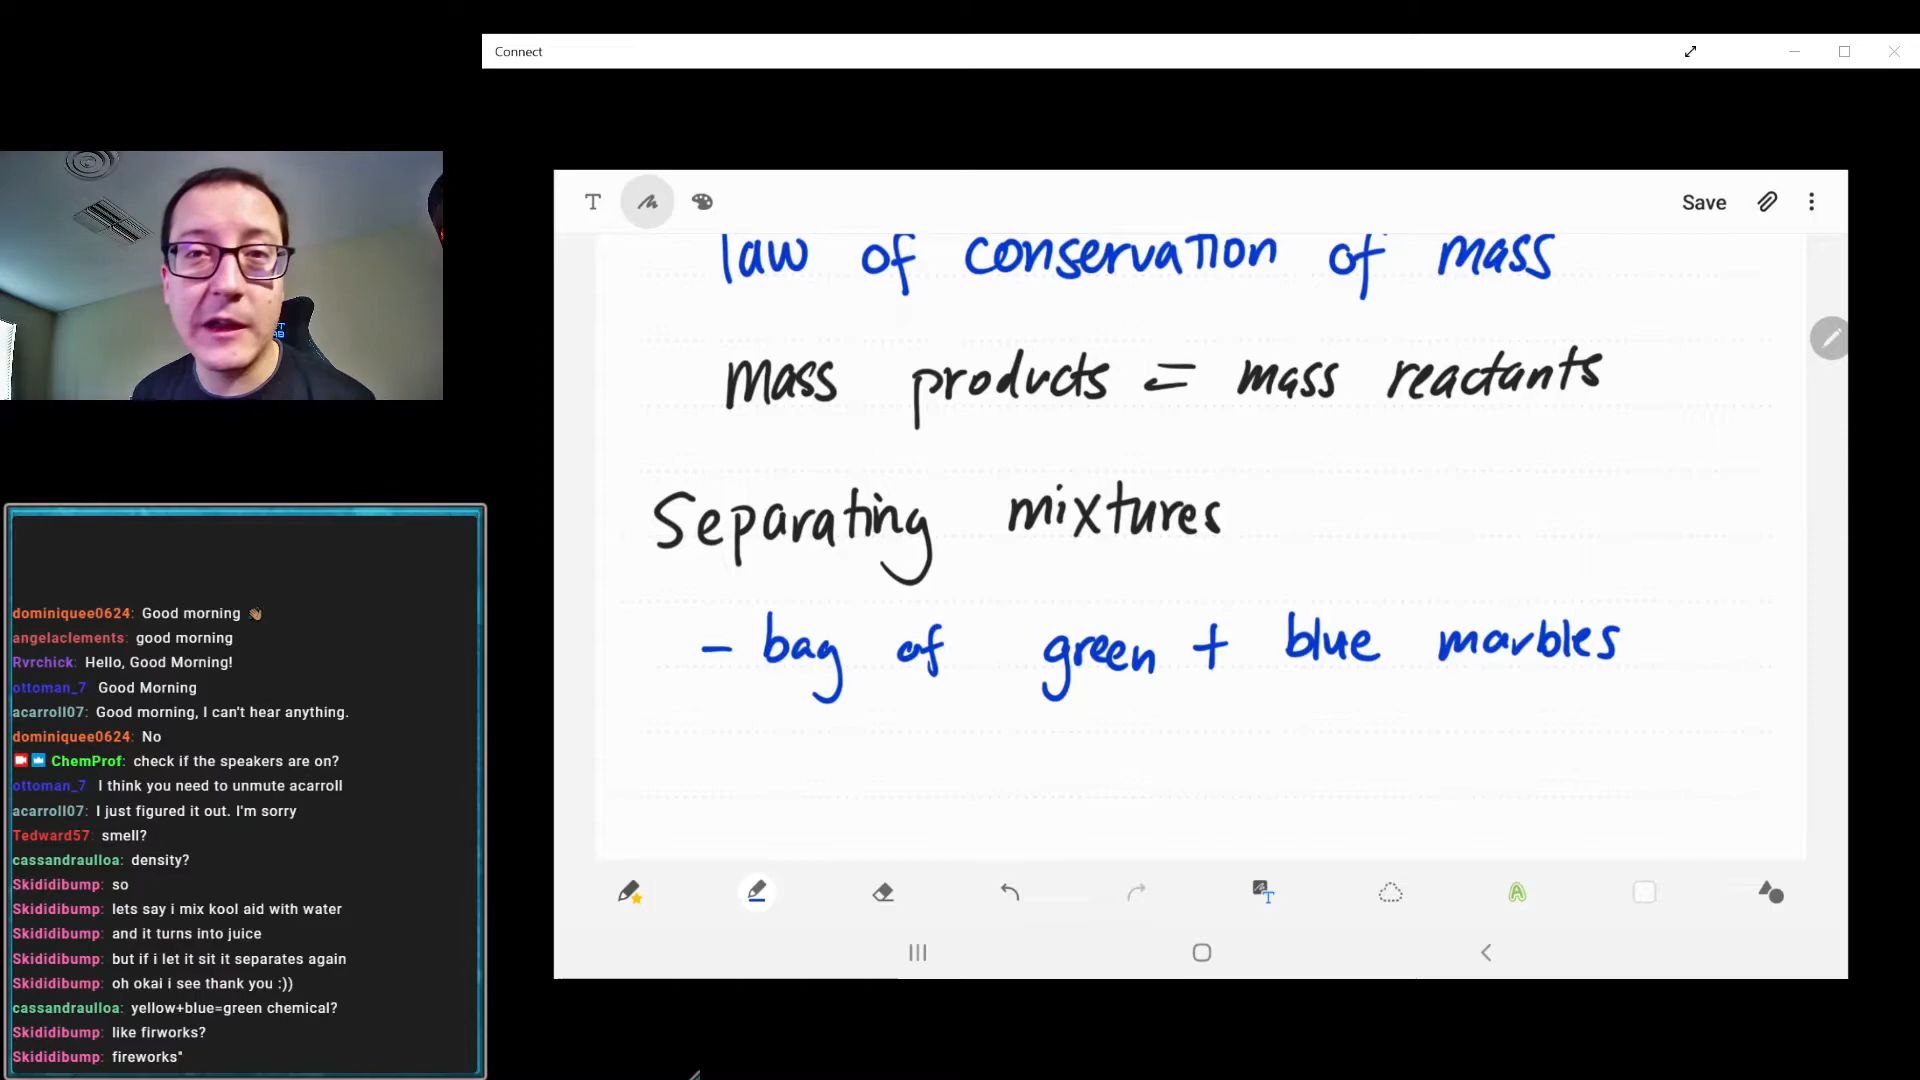 Connect
T
Save
law of conservation of mass
mass products = mass reactants
Separating mixtures
- bag of green + blue marbles
dominiquee0624: Good morning 👋🏽
angelaclements: good morning
Rvrchick: Hello, Good Morning!
ottoman_7 Good Morning
acarroll07: Good morning, I can't hear anything.
dominiquee0624: No
ChemProf: check if the speakers are on?
ottoman_7 I think you need to unmute acarroll
acarroll07: I just figured it out. I'm sorry
Tedward57: smell?
cassandraulloa: density?
Skididibump: so
Skididibump: lets say i mix kool aid with water
Skididibump: and it turns into juice
Skididibump: but if i let it sit it separates again
Skididibump: oh okai i see thank you :))
cassandraulloa: yellow+blue=green chemical?
Skididibump: like firworks?
Skididibump: fireworks"